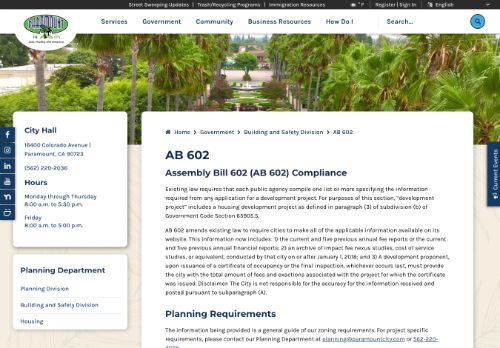 Street Sweeping Updates | Trash/Recycling Programs | Immigration Resources
°F | Register | Sign In | English
PARAMOUNT
Services Government Community Business Resources How Do I Search...
City Hall
16400 Colorado Avenue |
Paramount, CA 90723
(562) 220-2036
Hours
Monday through Thursday
8:00 a.m. to 5:30 p.m.
Friday
8:00 a.m. to 5:00 p.m.
Planning Department
Planning Division
Building and Safety Division
Housing
Home > Government > Building and Safety Division > AB 602
AB 602
Assembly Bill 602 (AB 602) Compliance
Existing law requires that each public agency compile one list or more specifying the information
required from any application for a development project. For purposes of this section, "development
project" includes a housing development project as defined in paragraph (3) of subdivision (b) of
Government Code Section 65905.5.
AB 602 amends existing law to require cities to make all of the applicable information available on its
website. This information now includes: 1) the current and five previous annual fee reports or the current
and five previous annual financial reports; 2) an archive of impact fee nexus studies, cost of service
studies, or equivalent, conducted by that city on or after January 1, 2018; and 3) A development proponent,
upon issuance of a certificate of occupancy or the final inspection, whichever occurs last, must provide
the city with the total amount of fees and exactions associated with the project for which the certificate
was issued. Disclaimer: The City is not responsible for the accuracy for the information received and
posted pursuant to subparagraph (A).
Planning Requirements
The information being provided is a general guide of our zoning requirements. For project specific
requirements, please contact our Planning Department at planning@paramountcity.com or 562-220-
Current Events